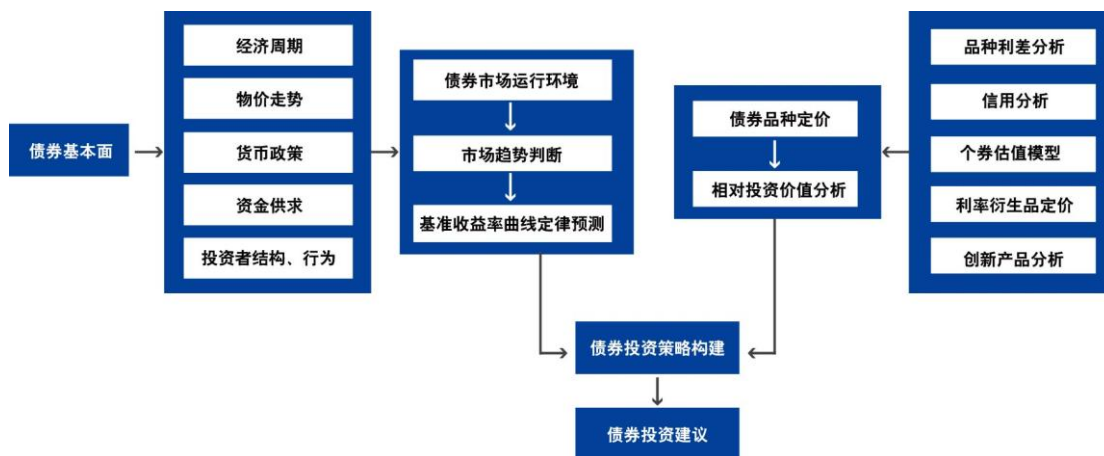 债券基本面
经济周期
物价走势
货币政策
资金供求
投资者结构、行为
债券市场运行环境
市场趋势判断
基准收益率曲线定律预测
债券品种定价
相对投资价值分析
品种利差分析
信用分析
个券估值模型
利率衍生品定价
创新产品分析
债券投资策略构建
债券投资建议